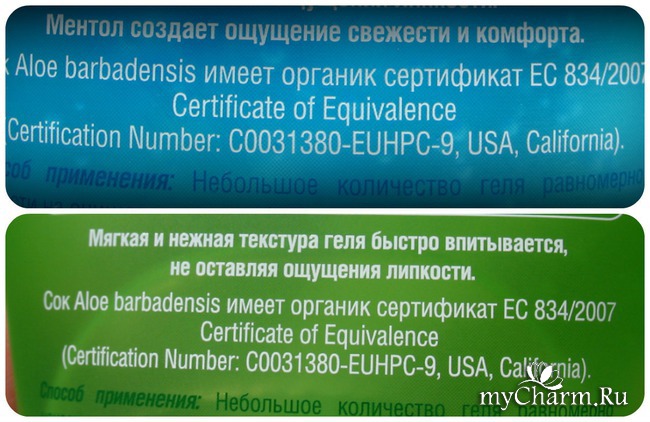 Ментол создает ощущение свежести и комфорта.
Aloe barbadensis имеет органик сертификат EC 834/2007
Certificate of Equivalence
(Certification Number: C0031380-EUHPC-9, USA, California).
применения: Небольшое количество геля равномерно
Мягкая и нежная текстура геля быстро впитывается,
не оставляя ощущения липкости.
Сок Aloe barbadensis имеет органик сертификат EC 834/2007
Certificate of Equivalence
(Certification Number: C0031380-EUHPC-9, USA, California).
Способ применения: Небольшое количество геля равномерно
myCharm.Ru